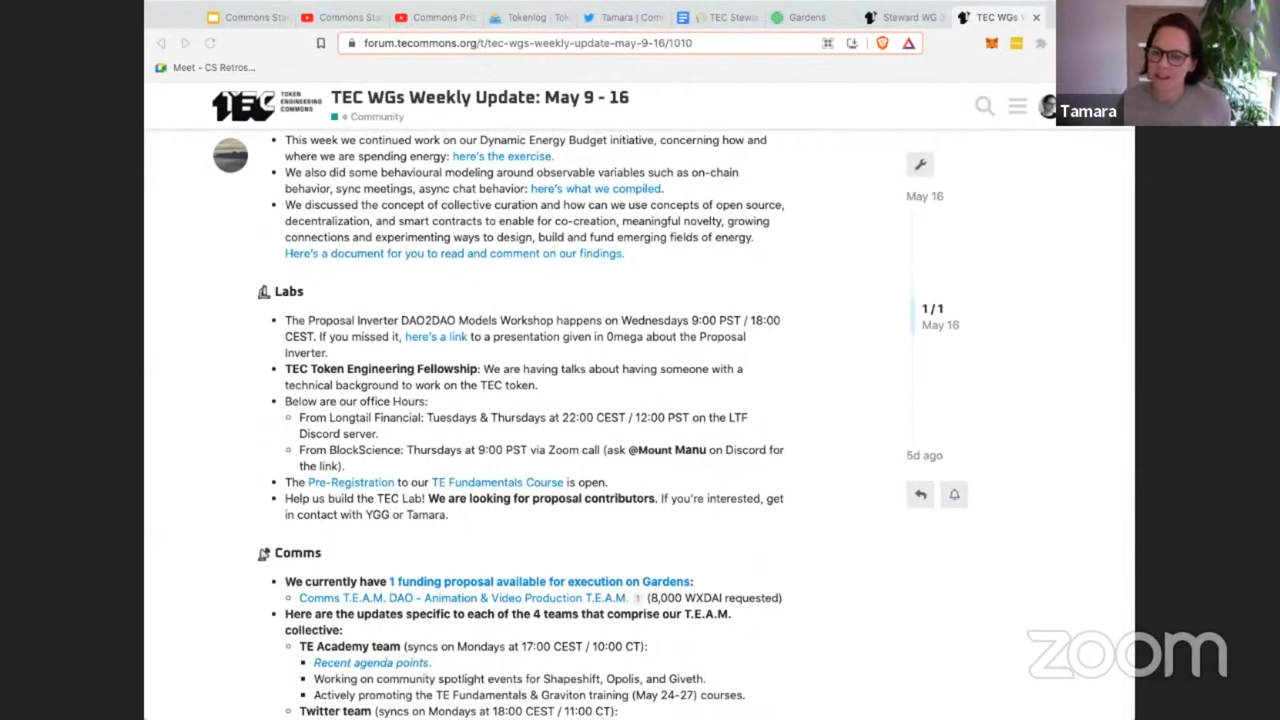 Commons Sta
Commons Sta
Commons Pri
Tokenlog - Tok
Tamara | Com
TEC Stewa
Gardens
Steward WG
TEC WGs
forum.tecommons.org/t/tec-wgs-weekly-update-may-9-16/1010
Meet - CS Retros...
TEC TOKEN ENGINEERING COMMONS
TEC WGs Weekly Update: May 9 - 16
Community
Tamara
This week we continued work on our Dynamic Energy Budget initiative, concerning how and
where we are spending energy: here's the exercise.
We also did some behavioural modeling around observable variables such as on-chain
behavior, sync meetings, async chat behavior: here's what we compiled.
We discussed the concept of collective curation and how can we use concepts of open source,
decentralization, and smart contracts to enable for co-creation, meaningful novelty, growing
connections and experimenting ways to design, build and fund emerging fields of energy.
Here's a document for you to read and comment on our findings.
Labs
The Proposal Inverter DAO2DAO Models Workshop happens on Wednesdays 9:00 PST / 18:00
CEST. If you missed it, here's a link to a presentation given in 0mega about the Proposal
Inverter.
TEC Token Engineering Fellowship: We are having talks about having someone with a
technical background to work on the TEC token.
Below are our office Hours:
From Longtail Financial: Tuesdays & Thursdays at 22:00 CEST / 12:00 PST on the LTF
Discord server.
From BlockScience: Thursdays at 9:00 PST via Zoom call (ask @Mount Manu on Discord for
the link).
The Pre-Registration to our TE Fundamentals Course is open.
Help us build the TEC Lab! We are looking for proposal contributors. If you're interested, get
in contact with YGG or Tamara.
Comms
We currently have 1 funding proposal available for execution on Gardens:
Comms T.E.A.M. DAO - Animation & Video Production T.E.A.M. 1 (8,000 WXDAI requested)
Here are the updates specific to each of the 4 teams that comprise our T.E.A.M.
collective:
TE Academy team (syncs on Mondays at 17:00 CEST / 10:00 CT):
Recent agenda points.
Working on community spotlight events for Shapeshift, Opolis, and Giveth.
Actively promoting the TE Fundamentals & Graviton training (May 24-27) courses.
Twitter team (syncs on Mondays at 18:00 CEST / 11:00 CT):
May 16
1 / 1
May 16
5d ago
zoom